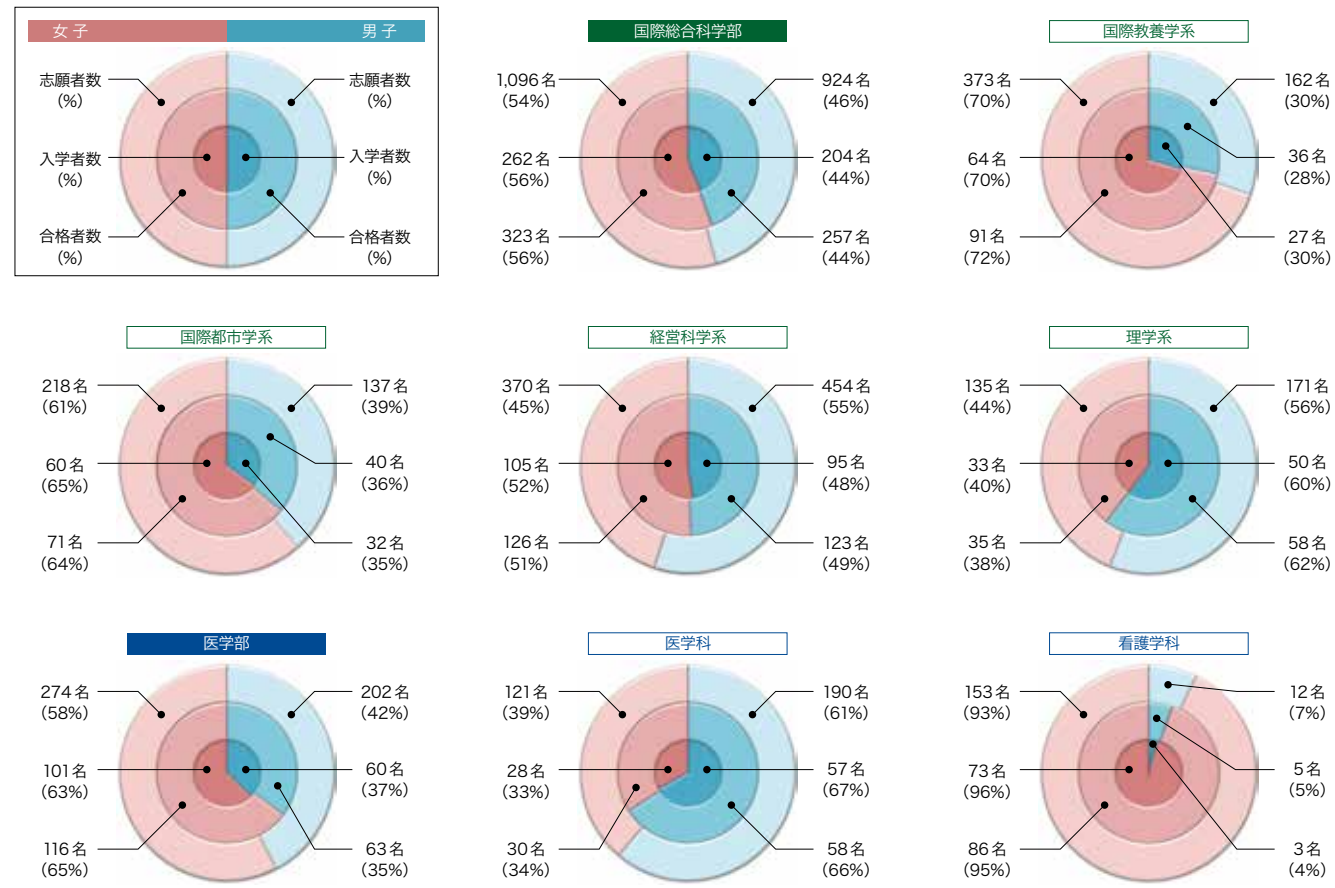 女子
男子
志願者数
(%)
志願者数
(%)
入学者数
(%)
入学者数
(%)
合格者数
(%)
合格者数
(%)
国際総合科学部
1,096名
(54%)
924名
(46%)
262名
(56%)
204名
(44%)
323名
(56%)
257名
(44%)
国際教養学系
373名
(70%)
162名
(30%)
64名
(70%)
36名
(28%)
91名
(72%)
27名
(30%)
国際都市学系
218名
(61%)
137名
(39%)
60名
(65%)
40名
(36%)
71名
(64%)
32名
(35%)
経営科学系
370名
(45%)
454名
(55%)
105名
(52%)
95名
(48%)
126名
(51%)
123名
(49%)
理学系
135名
(44%)
171名
(56%)
33名
(40%)
50名
(60%)
35名
(38%)
58名
(62%)
医学部
274名
(58%)
202名
(42%)
101名
(63%)
60名
(37%)
116名
(65%)
63名
(35%)
医学科
121名
(39%)
190名
(61%)
28名
(33%)
57名
(67%)
30名
(34%)
58名
(66%)
看護学科
153名
(93%)
12名
(7%)
73名
(96%)
5名
(5%)
86名
(95%)
3名
(4%)